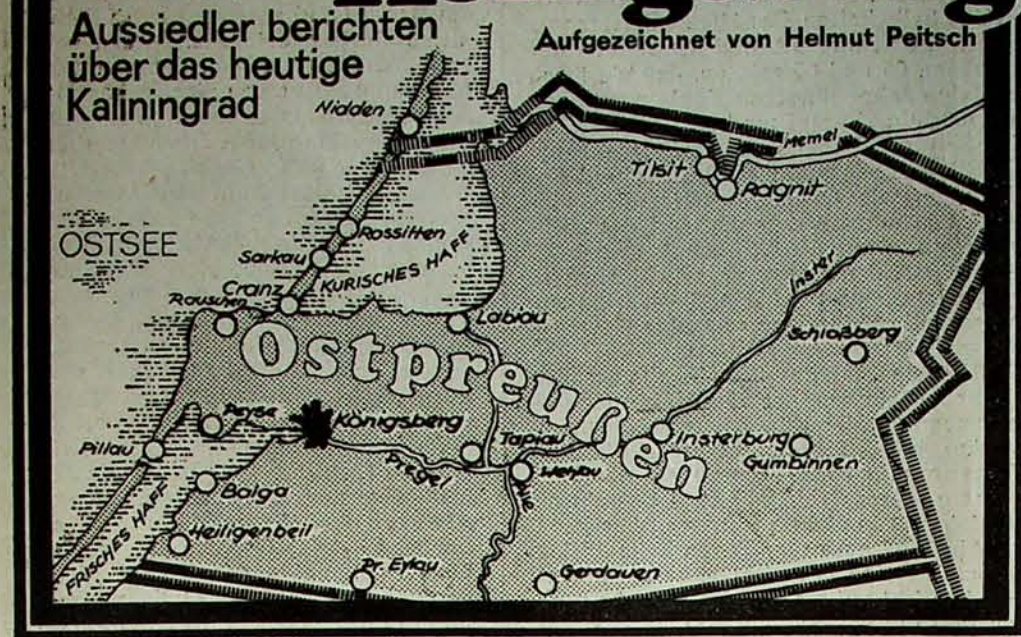 Aussiedler berichten
über das heutige
Kaliningrad
Aufgezeichnet von Helmut Peitsch
Nidden
Memel
Tilsit
Ragnit
OSTSEE
Rossitten
Sarkau
KURISCHES HAFF
Cranz
Rauschen
Labiau
Inster
Schloßberg
Ostpreußen
Peyse
Königsberg
Pillau
Tapiau
Insterburg
Gumbinnen
Pregel
Wehlau
Balga
FRISCHES HAFF
Heiligenbeil
Pr. Eylau
Gerdauen